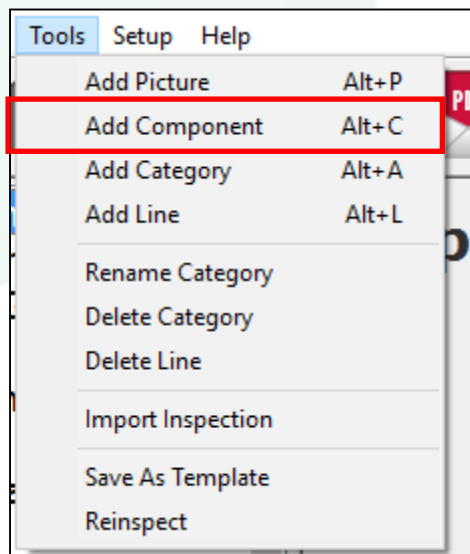 Tools Setup Help
Add Picture Alt+P
Add Component Alt+C
Add Category Alt+A
Add Line Alt+L
Rename Category
Delete Category
Delete Line
Import Inspection
Save As Template
Reinspect